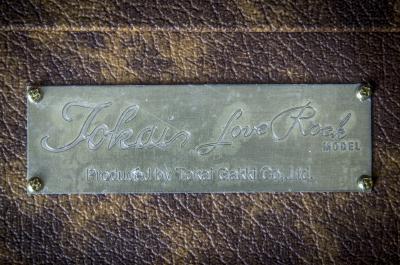 Tokai Love Rock
MODEL
Produced by Tokai Gakki Co.,Ltd.